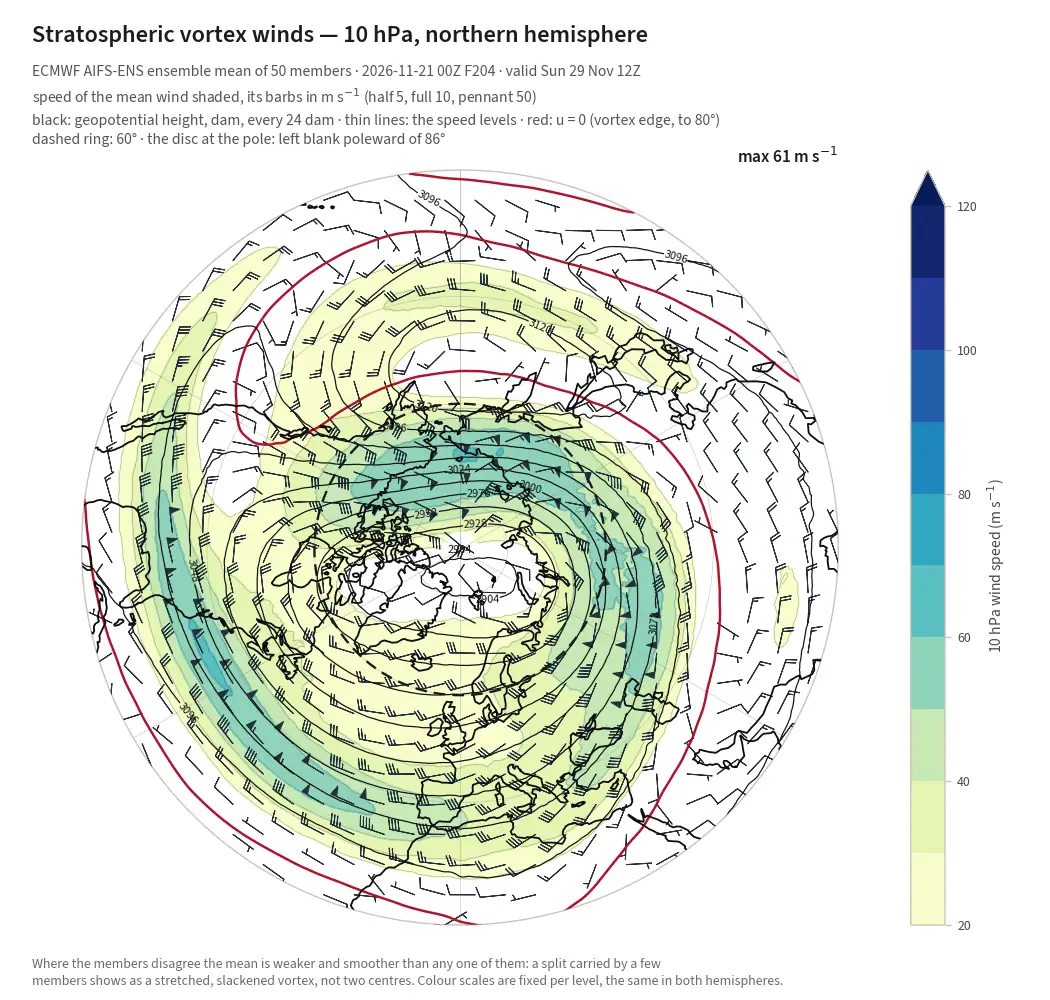 Stratospheric vortex winds — 10 hPa, northern hemisphere
ECMWF AIFS-ENS ensemble mean of 50 members · 2026-11-21 00Z F204 · valid Sun 29 Nov 12Z
speed of the mean wind shaded, its barbs in m s⁻¹ (half 5, full 10, pennant 50)
black: geopotential height, dam, every 24 dam · thin lines: the speed levels · red: u = 0 (vortex edge, to 80°)
dashed ring: 60° · the disc at the pole: left blank poleward of 86°
max 61 m s⁻¹
3096
3096
3120
3024
3000
2976
2952
2928
2904
3048
3072
3096
120
100
80
60
40
20
10 hPa wind speed (m s⁻¹)
Where the members disagree the mean is weaker and smoother than any one of them: a split carried by a few
members shows as a stretched, slackened vortex, not two centres. Colour scales are fixed per level, the same in both hemispheres.